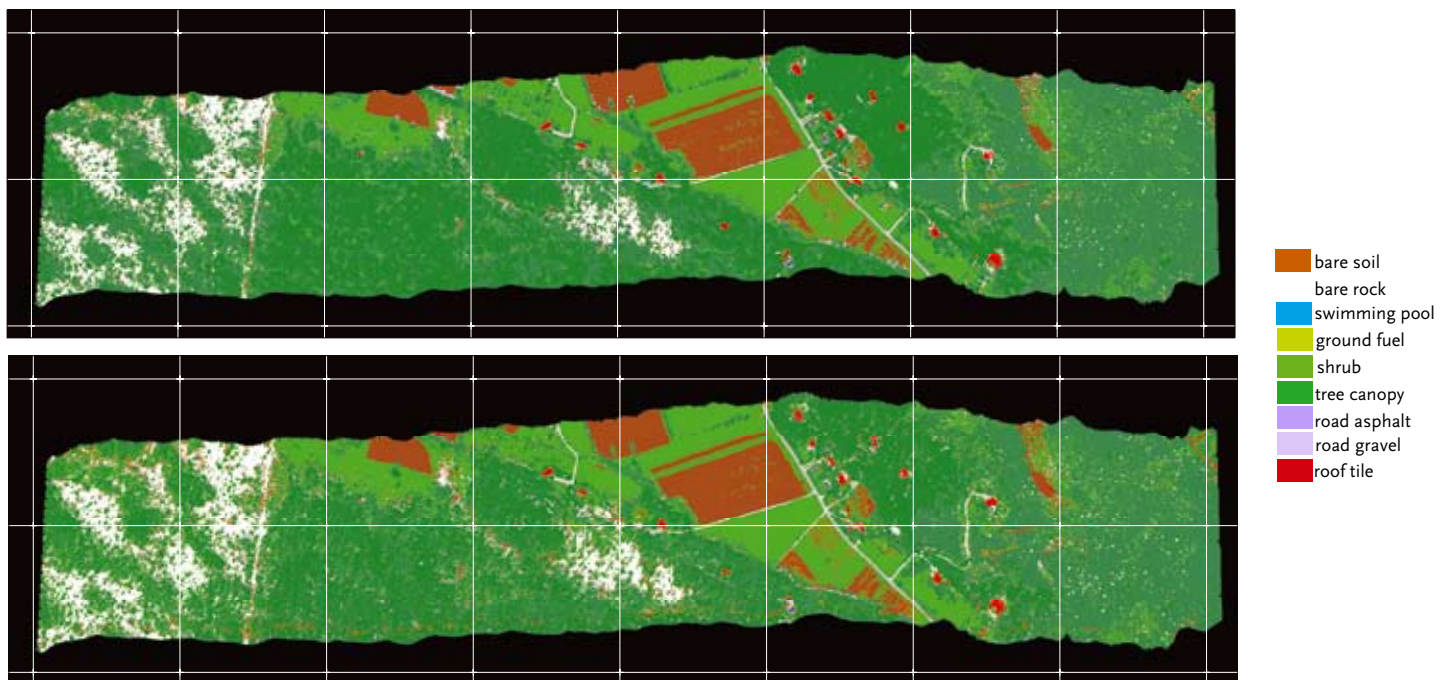 bare soil
bare rock
swimming pool
ground fuel
shrub
tree canopy
road asphalt
road gravel
roof tile